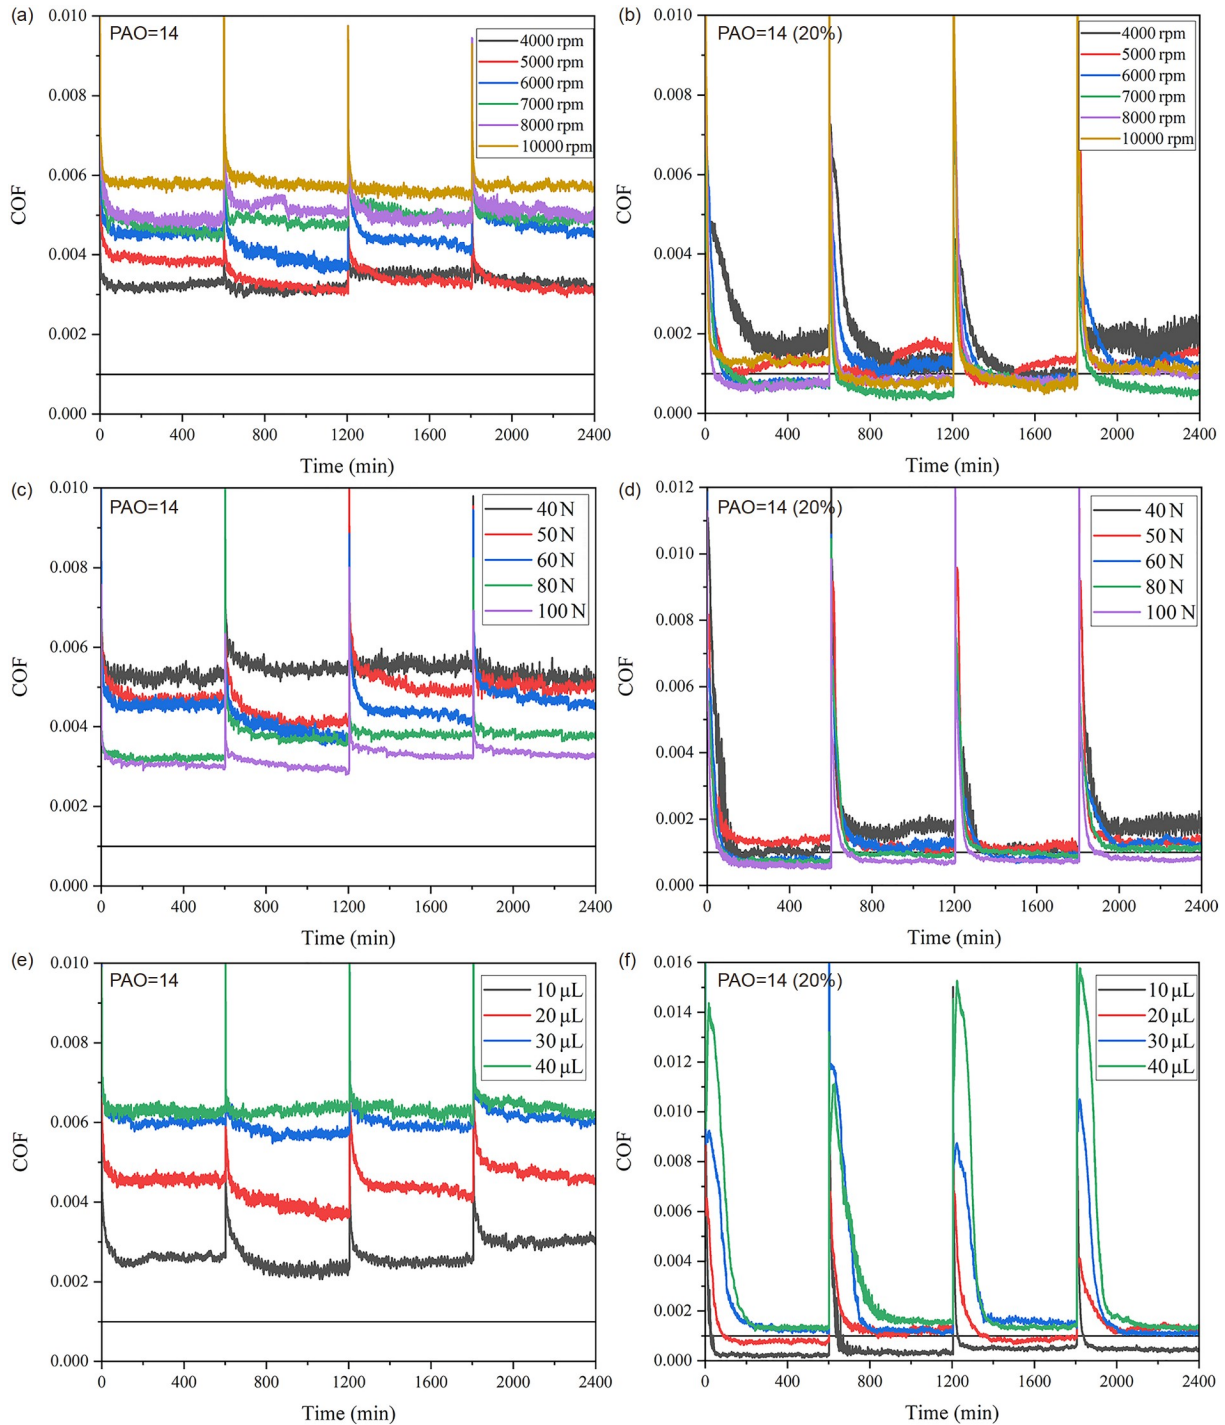 (a)
PAO=14
4000 rpm
5000 rpm
6000 rpm
7000 rpm
8000 rpm
10000 rpm
0.010
0.008
0.006
0.004
0.002
0.000
COF
0 400 800 1200 1600 2000 2400
Time (min)
(b)
PAO=14 (20%)
4000 rpm
5000 rpm
6000 rpm
7000 rpm
8000 rpm
10000 rpm
0.010
0.008
0.006
0.004
0.002
0.000
COF
0 400 800 1200 1600 2000 2400
Time (min)
(c)
PAO=14
40 N
50 N
60 N
80 N
100 N
0.010
0.008
0.006
0.004
0.002
0.000
COF
0 400 800 1200 1600 2000 2400
Time (min)
(d)
PAO=14 (20%)
40 N
50 N
60 N
80 N
100 N
0.012
0.010
0.008
0.006
0.004
0.002
0.000
COF
0 400 800 1200 1600 2000 2400
Time (min)
(e)
PAO=14
10 µL
20 µL
30 µL
40 µL
0.010
0.008
0.006
0.004
0.002
0.000
COF
0 400 800 1200 1600 2000 2400
Time (min)
(f)
PAO=14 (20%)
10 µL
20 µL
30 µL
40 µL
0.016
0.014
0.012
0.010
0.008
0.006
0.004
0.002
0.000
COF
0 400 800 1200 1600 2000 2400
Time (min)